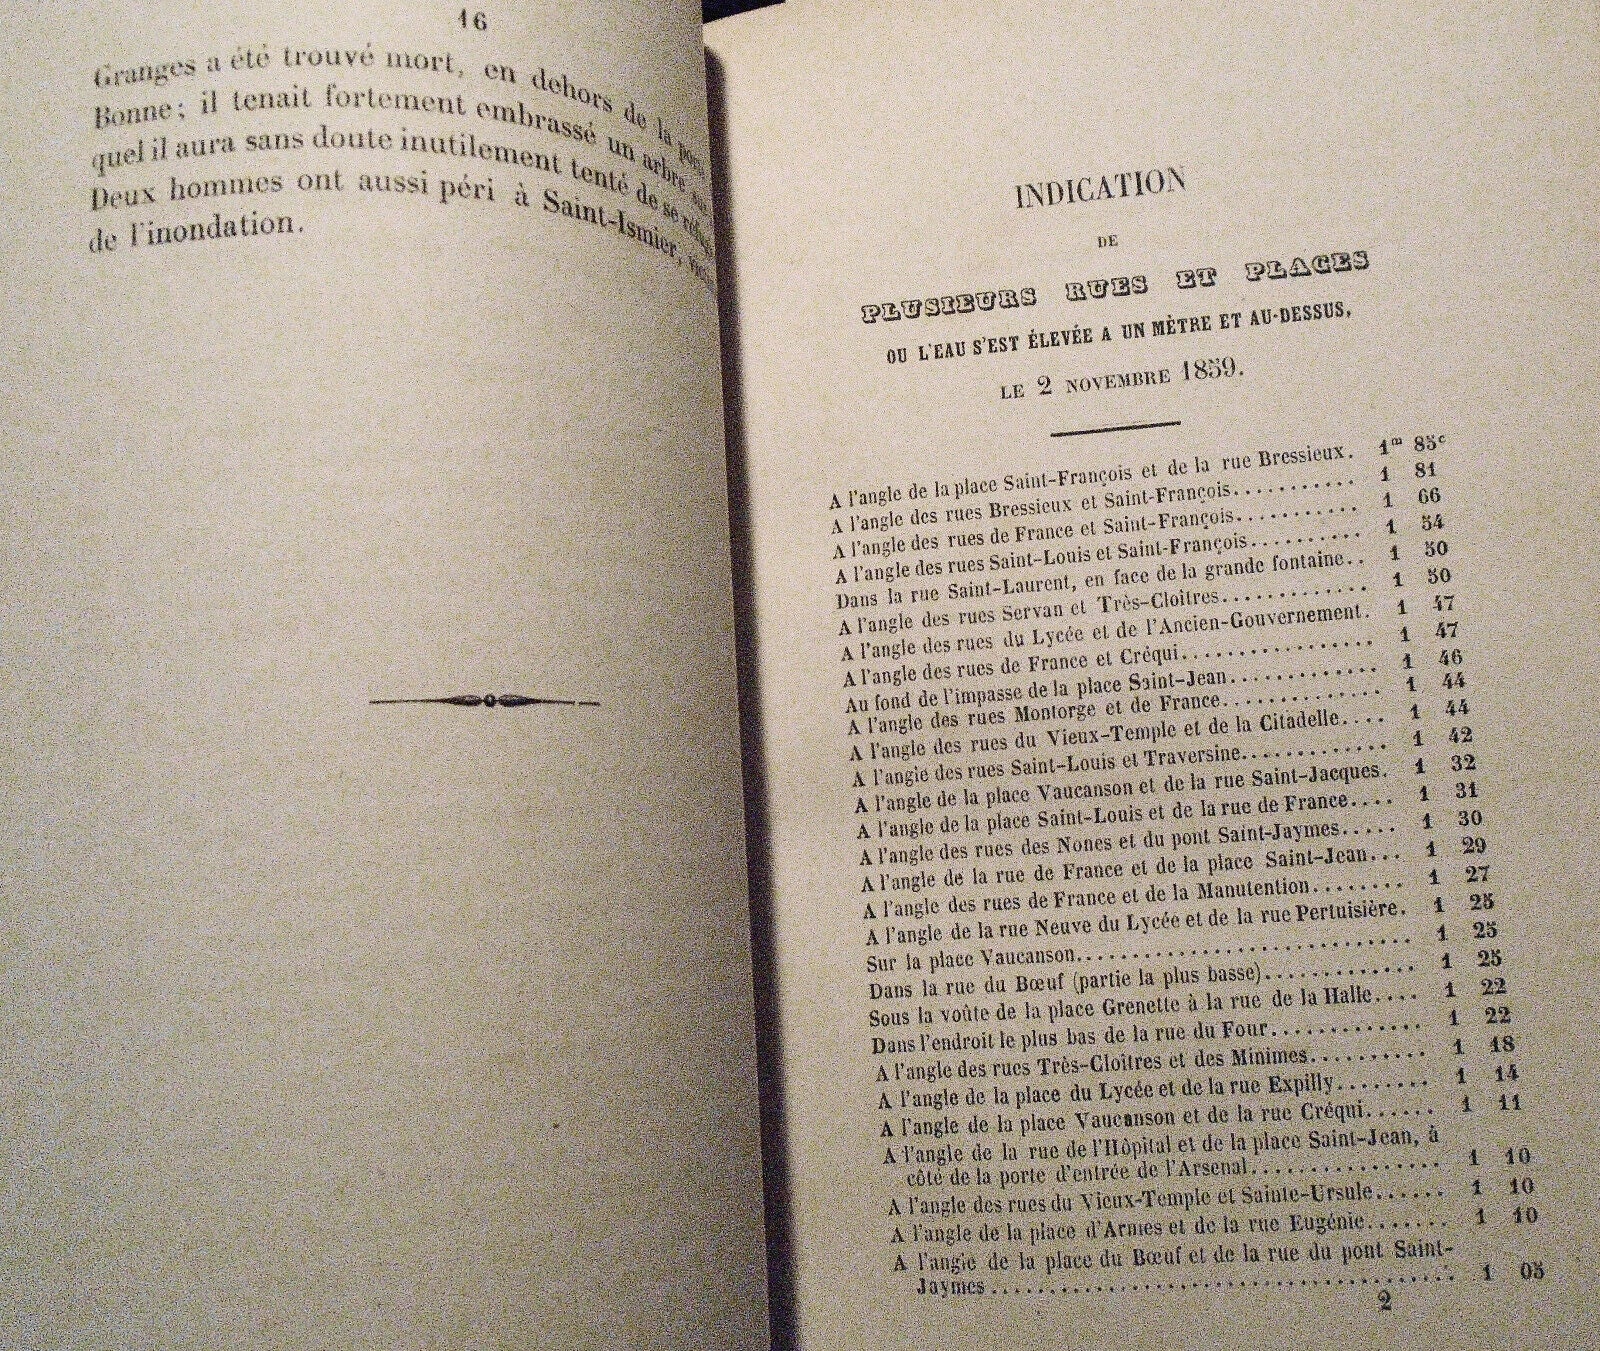 16
Granges a été trouvé mort, en dehors de la
Bonne; il tenait fortement embrassé un arbre
quel il aura sans doute inutilement tenté de se
Deux hommes ont aussi péri à Saint-Ismier,
de l'inondation.
INDICATION
DE
PLUSIEURS RUES ET PLACES
OU L'EAU S'EST ÉLEVÉE A UN MÈTRE ET AU-DESSUS,
LE 2 NOVEMBRE 1859.
A l'angle de la place Saint-François et de la rue Bressieux. 1m 85c
A l'angle des rues Bressieux et Saint-François........... 1 81
A l'angle des rues de France et Saint-François........... 1 66
A l'angle des rues Saint-Louis et Saint-François.......... 1 54
Dans la rue Saint-Laurent, en face de la grande fontaine.. 1 50
A l'angle des rues Servan et Très-Cloîtres............. 1 50
A l'angle des rues du Lycée et de l'Ancien-Gouvernement. 1 47
A l'angle des rues de France et Créqui................. 1 47
Au fond de l'impasse de la place Saint-Jean............. 1 46
A l'angle des rues Montorge et de France.............. 1 44
A l'angle des rues du Vieux-Temple et de la Citadelle.... 1 44
A l'angle des rues Saint-Louis et Traversine............. 1 42
A l'angle de la place Vaucanson et de la rue Saint-Jacques. 1 32
A l'angle de la place Saint-Louis et de la rue de France.... 1 31
A l'angle des rues des Nones et du pont Saint-Jaymes..... 1 30
A l'angle de la rue de France et de la place Saint-Jean... 1 29
A l'angle des rues de France et de la Manutention........ 1 27
A l'angle de la rue Neuve du Lycée et de la rue Pertuisière. 1 25
Sur la place Vaucanson.............................. 1 25
Dans la rue du Bœuf (partie la plus basse).............. 1 25
Sous la voûte de la place Grenette à la rue de la Halle.... 1 22
Dans l'endroit le plus bas de la rue du Four............. 1 22
A l'angle des rues Très-Cloîtres et des Minimes.......... 1 18
A l'angle de la place du Lycée et de la rue Expilly........ 1 14
A l'angle de la place Vaucanson et de la rue Créqui...... 1 11
A l'angle de la rue de l'Hôpital et de la place Saint-Jean, à
côté de la porte d'entrée de l'Arsenal................ 1 10
A l'angle des rues du Vieux-Temple et Sainte-Ursule...... 1 10
A l'angle de la place d'Armes et de la rue Eugénie....... 1 10
A l'angle de la place du Bœuf et de la rue du pont Saint-
Jaymes........................................ 1 05
2